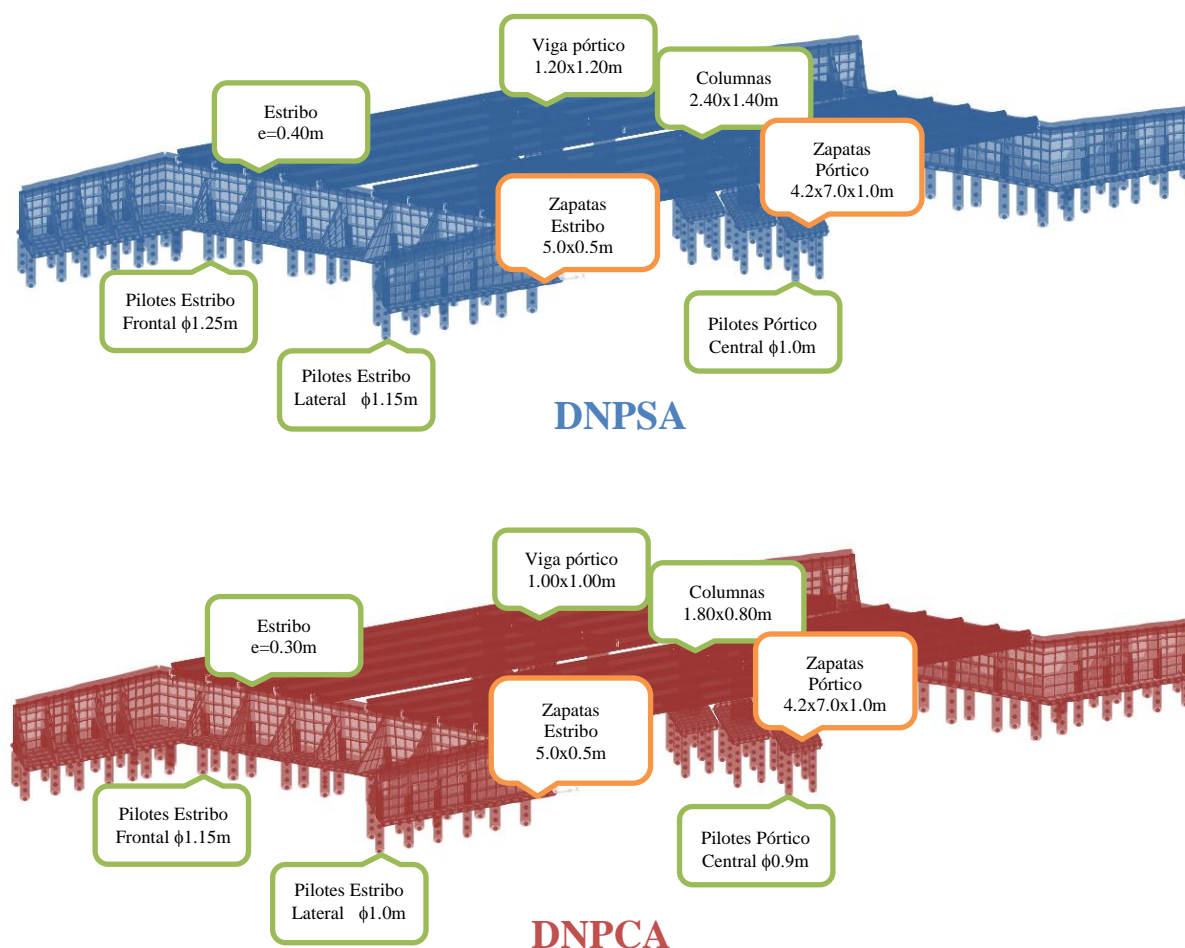 Viga pórtico
1.20x1.20m
Columnas
2.40x1.40m
Estribo
e=0.40m
Zapatas
Pórtico
4.2x7.0x1.0m
Zapatas
Estribo
5.0x0.5m
Pilotes Estribo
Frontal ϕ1.25m
Pilotes Pórtico
Central ϕ1.0m
Pilotes Estribo
Lateral ϕ1.15m
DNPSA
Viga pórtico
1.00x1.00m
Columnas
1.80x0.80m
Estribo
e=0.30m
Zapatas
Pórtico
4.2x7.0x1.0m
Zapatas
Estribo
5.0x0.5m
Pilotes Estribo
Frontal ϕ1.15m
Pilotes Pórtico
Central ϕ0.9m
Pilotes Estribo
Lateral ϕ1.0m
DNPCA